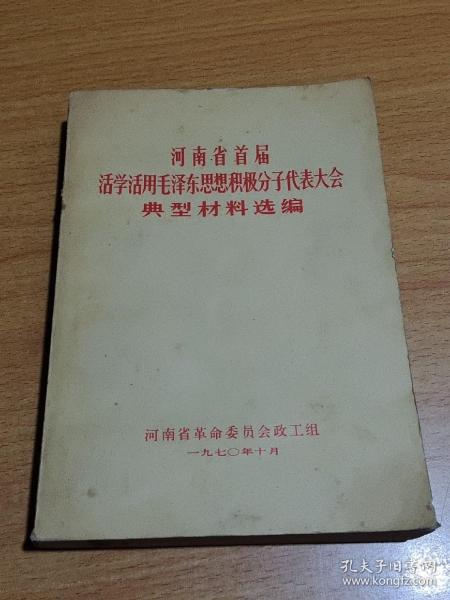 河南省首届
活学活用毛泽东思想积极分子代表大会
典型材料选编
河南省革命委员会政工组
一九七〇年十月
孔夫子旧书网
www.kongfz.com